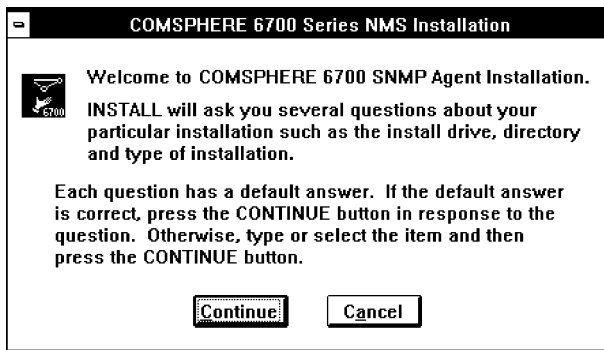 COMSPHERE 6700 Series NMS Installation
Welcome to COMSPHERE 6700 SNMP Agent Installation.
6700
INSTALL will ask you several questions about your
particular installation such as the install drive, directory
and type of installation.
Each question has a default answer.  If the default answer
is correct, press the CONTINUE button in response to the
question.  Otherwise, type or select the item and then
press the CONTINUE button.
Continue
Cancel